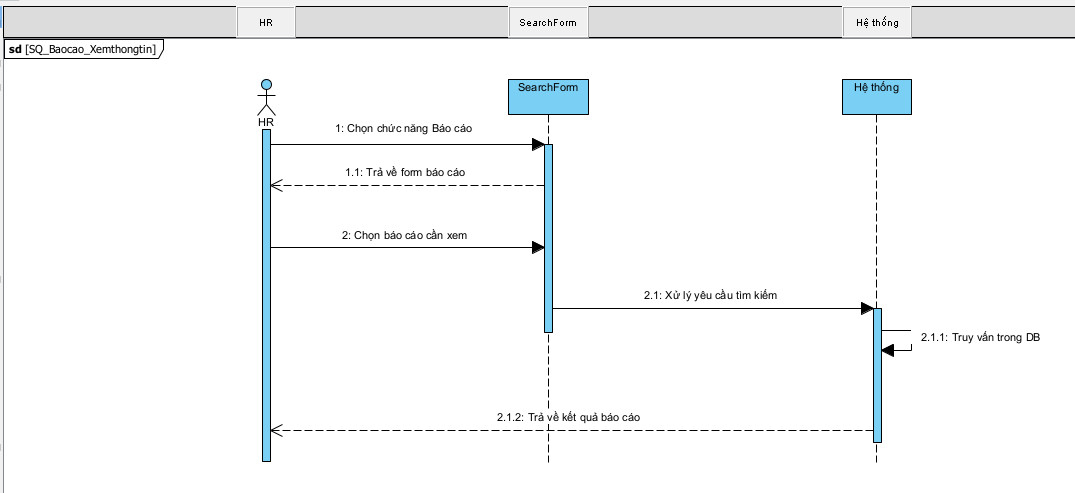 HR
SearchForm
Hệ thống
sd [SQ_Baocao_Xemthongtin]
SearchForm
Hệ thống
HR
1: Chọn chức năng Báo cáo
1.1: Trả về form báo cáo
2: Chọn báo cáo cần xem
2.1: Xử lý yêu cầu tìm kiếm
2.1.1: Truy vấn trong DB
2.1.2: Trả về kết quả báo cáo